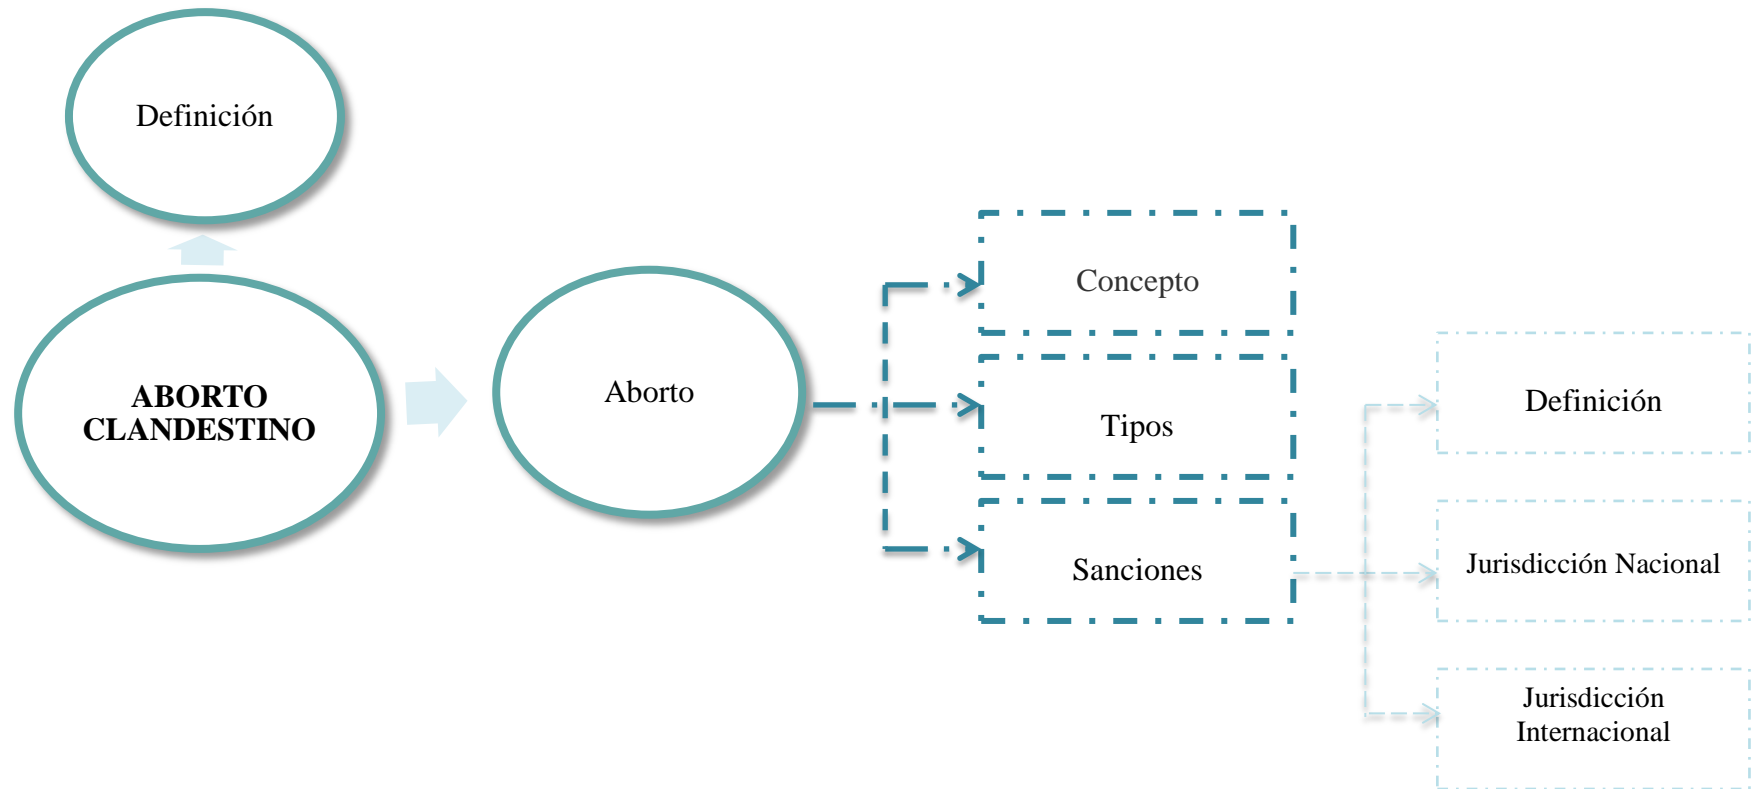 Definición
ABORTO
CLANDESTINO
Aborto
Concepto
Tipos
Sanciones
Definición
Jurisdicción Nacional
Jurisdicción
Internacional